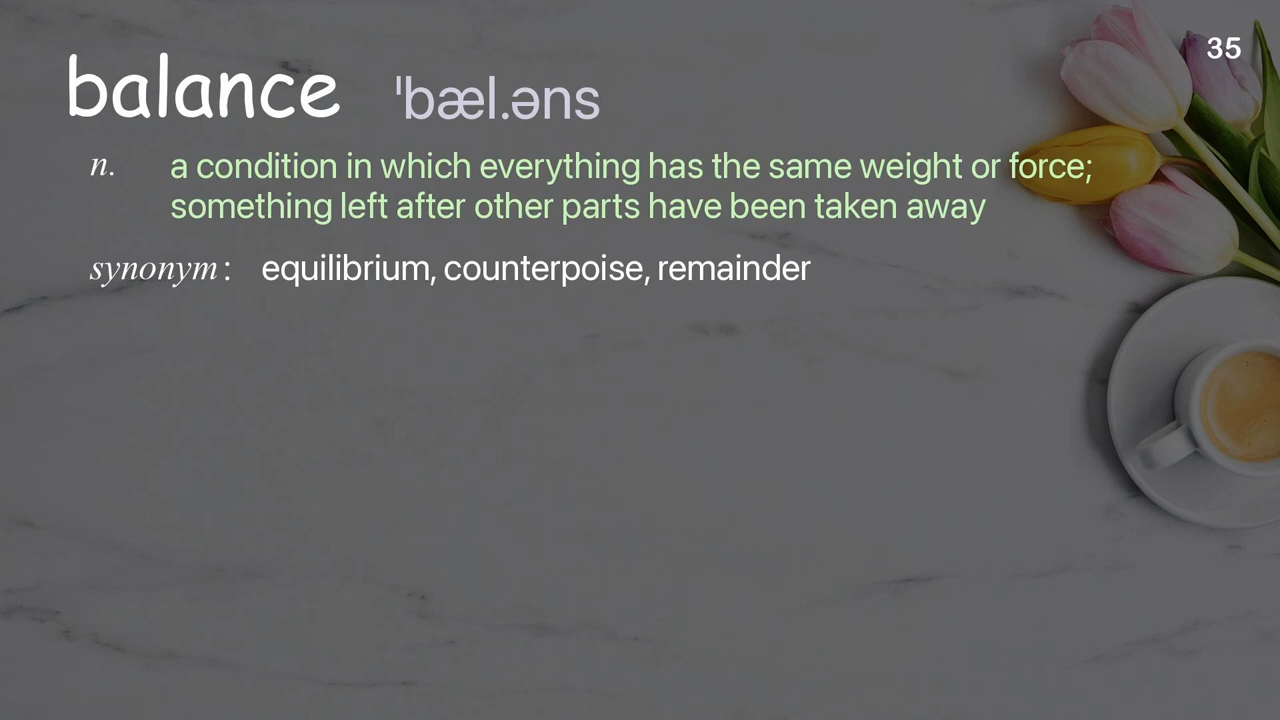 35
balance ˈbæl.əns
n. a condition in which everything has the same weight or force;
something left after other parts have been taken away
synonym: equilibrium, counterpoise, remainder